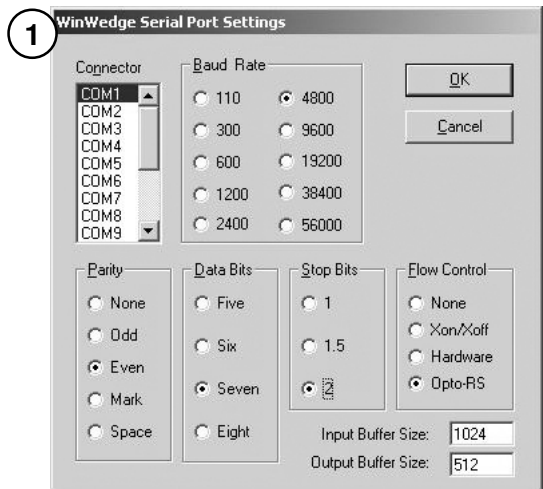 1
WinWedge Serial Port Settings
Connector
COM1
COM2
COM3
COM4
COM5
COM6
COM7
COM8
COM9
Baud Rate
110
4800
300
9600
600
19200
1200
38400
2400
56000
OK
Cancel
Parity
None
Odd
Even
Mark
Space
Data Bits
Five
Six
Seven
Eight
Stop Bits
1
1.5
2
Flow Control
None
Xon/Xoff
Hardware
Opto-RS
Input Buffer Size: 1024
Output Buffer Size: 512